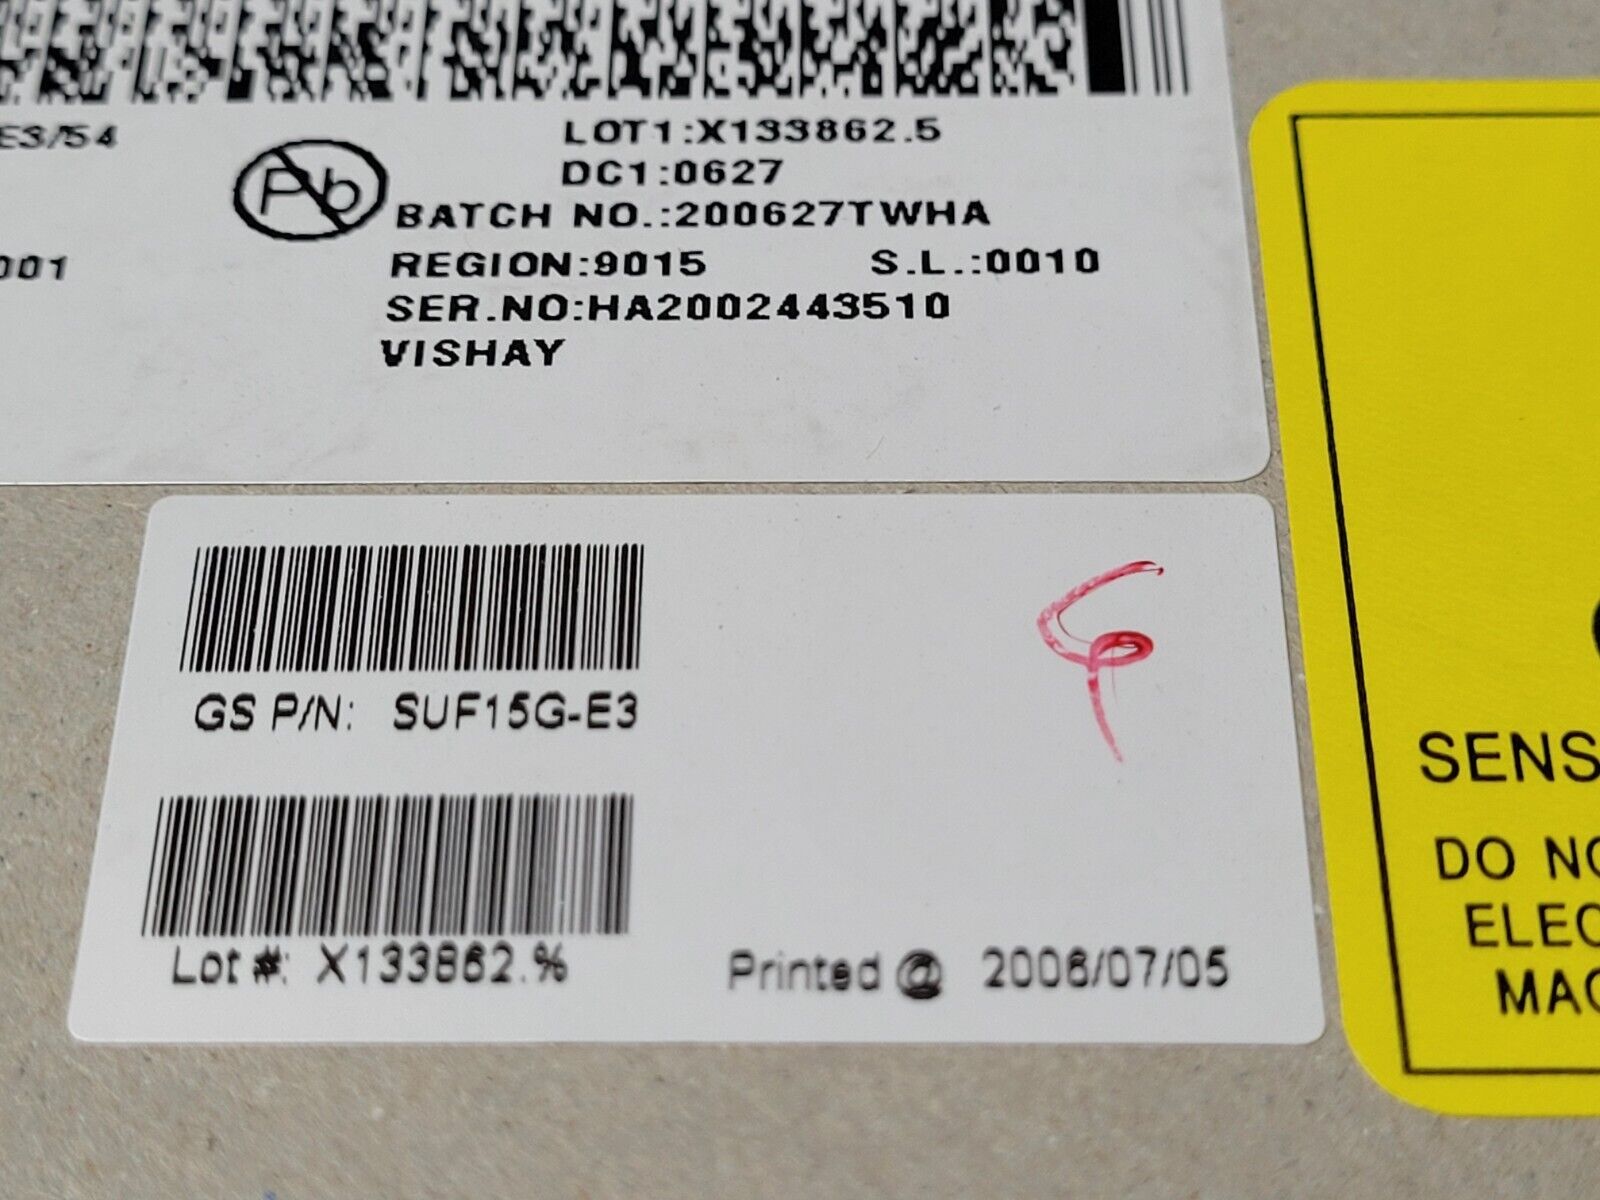 E3/54
LOT1:X133862.5
DC1:0627
Pb
BATCH NO.:200627TWHA
001
REGION:9015 S.L.:0010
SER.NO:HA2002443510
VISHAY
GS P/N: SUF15G-E3
Lot #: X133862.%
Printed @ 2006/07/05
SENS
DO NO
ELEC
MAG